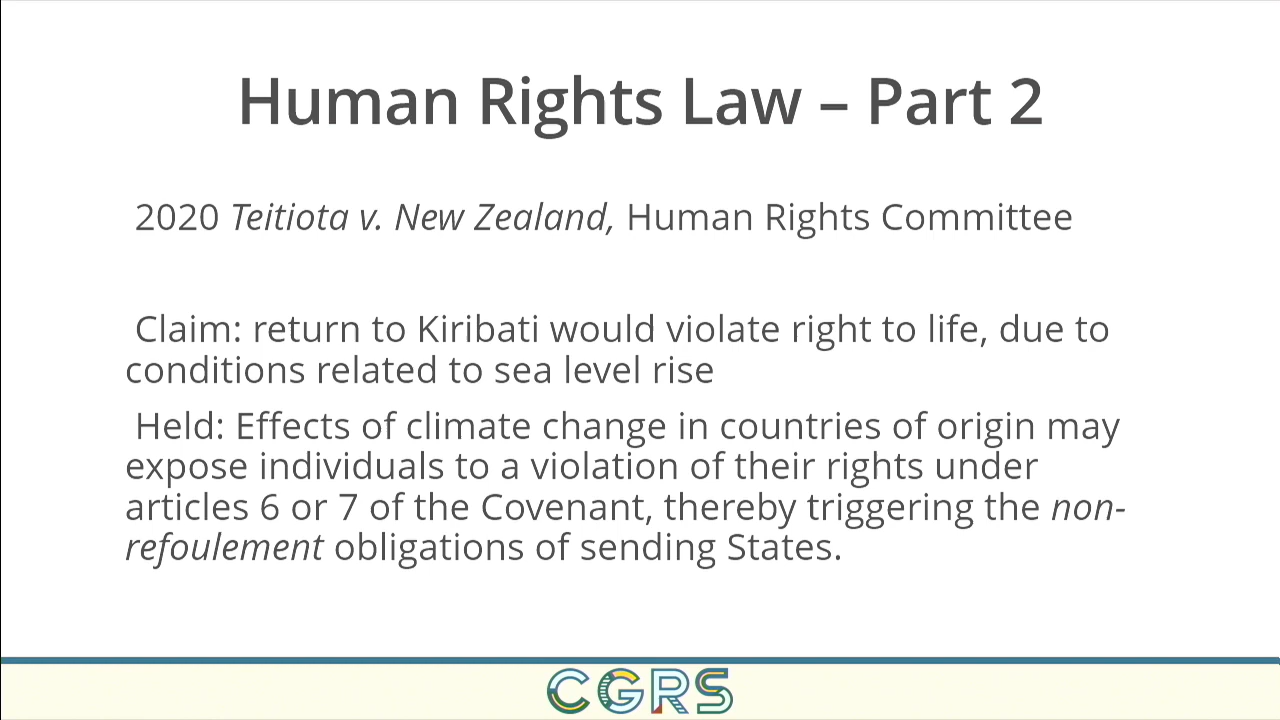 Human Rights Law – Part 2
2020 Teitiota v. New Zealand, Human Rights Committee
Claim: return to Kiribati would violate right to life, due to
conditions related to sea level rise
Held: Effects of climate change in countries of origin may
expose individuals to a violation of their rights under
articles 6 or 7 of the Covenant, thereby triggering the non-
refoulement obligations of sending States.
CGRS